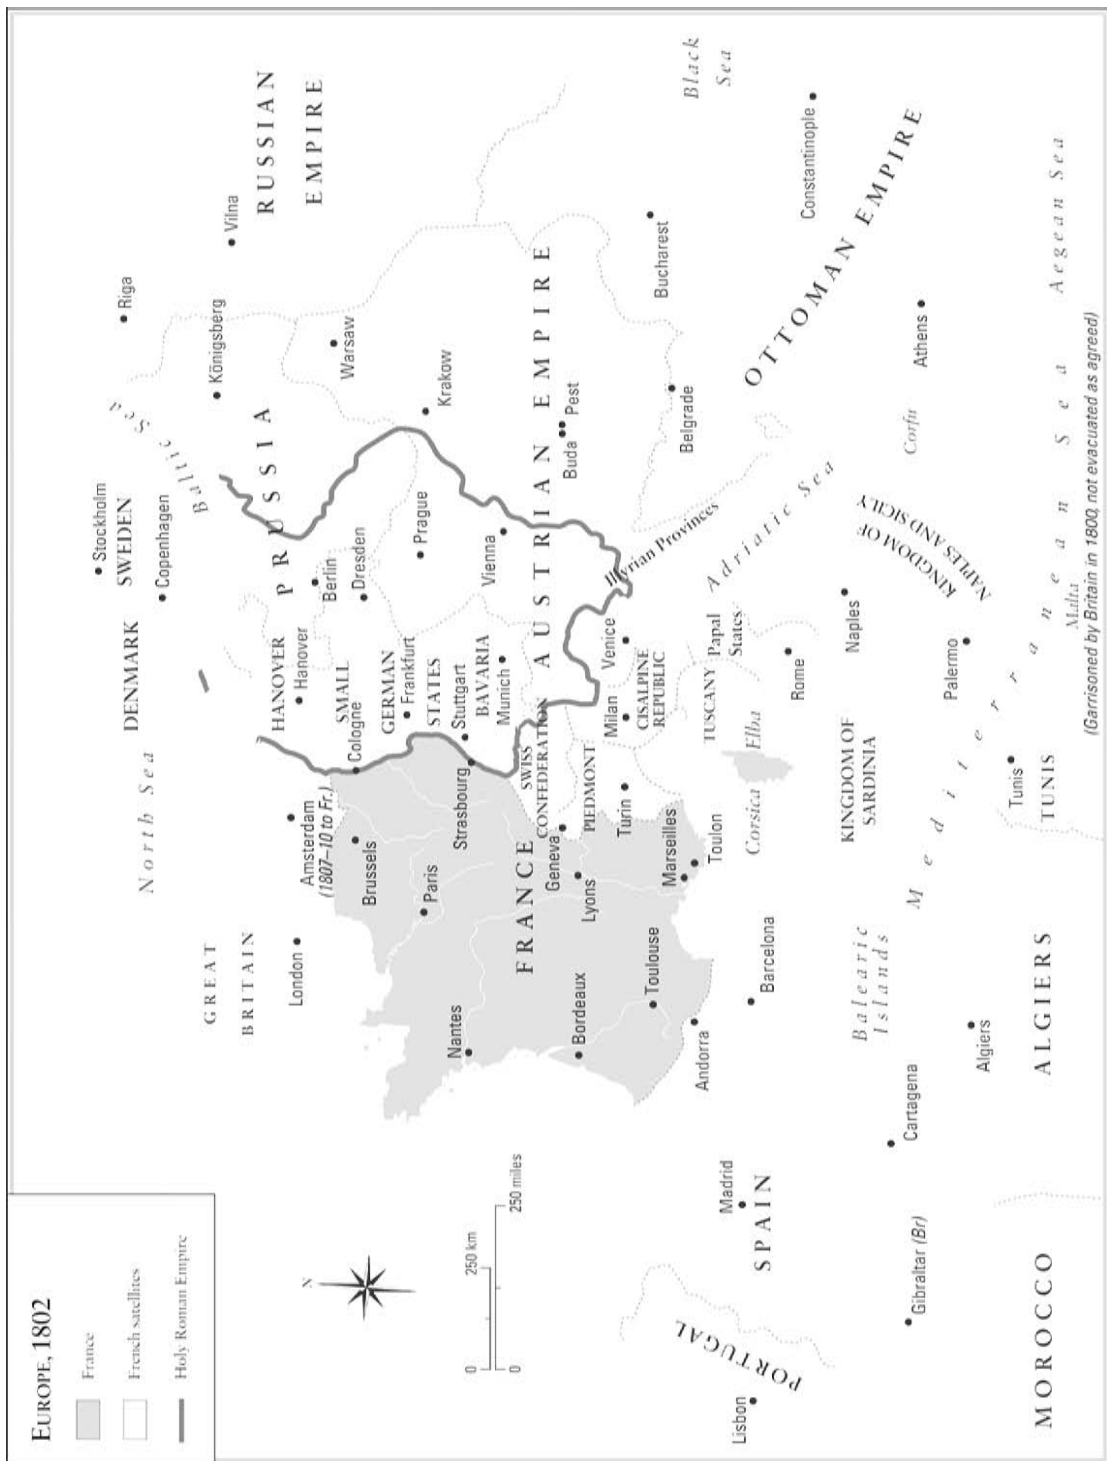 EUROPE, 1802
France
French satellites
Holy Roman Empire
N
0 250 km
0 250 miles
North Sea
DENMARK
SWEDEN
Stockholm
Copenhagen
Baltic Sea
Riga
Vilna
RUSSIAN
EMPIRE
Königsberg
PRUSSIA
Warsaw
Krakow
GREAT
BRITAIN
London
Amsterdam
(1807–10 to Fr.)
Brussels
HANOVER
Hanover
Berlin
Dresden
SMALL
GERMAN
STATES
Cologne
Frankfurt
Prague
Paris
Strasbourg
Stuttgart
BAVARIA
Munich
Vienna
Nantes
FRANCE
SWISS
CONFEDERATION
AUSTRIAN EMPIRE
Buda
Pest
Geneva
Lyons
Bordeaux
Toulouse
PIEDMONT
Turin
Milan
Venice
CISALPINE
REPUBLIC
Illyrian Provinces
Belgrade
Bucharest
Black
Sea
Marseilles
Toulon
TUSCANY
Papal
States
Adriatic Sea
Andorra
Barcelona
Corsica
Elba
Rome
Constantinople
OTTOMAN EMPIRE
PORTUGAL
Lisbon
Madrid
SPAIN
Naples
KINGDOM OF
NAPLES AND SICILY
KINGDOM OF
SARDINIA
Balearic
Islands
Cartagena
Gibraltar (Br)
Corfu
Athens
Palermo
Mediterranean Sea
Aegean Sea
Algiers
Tunis
TUNIS
Malta
(Garrisoned by Britain in 1800, not evacuated as agreed)
MOROCCO
ALGIERS